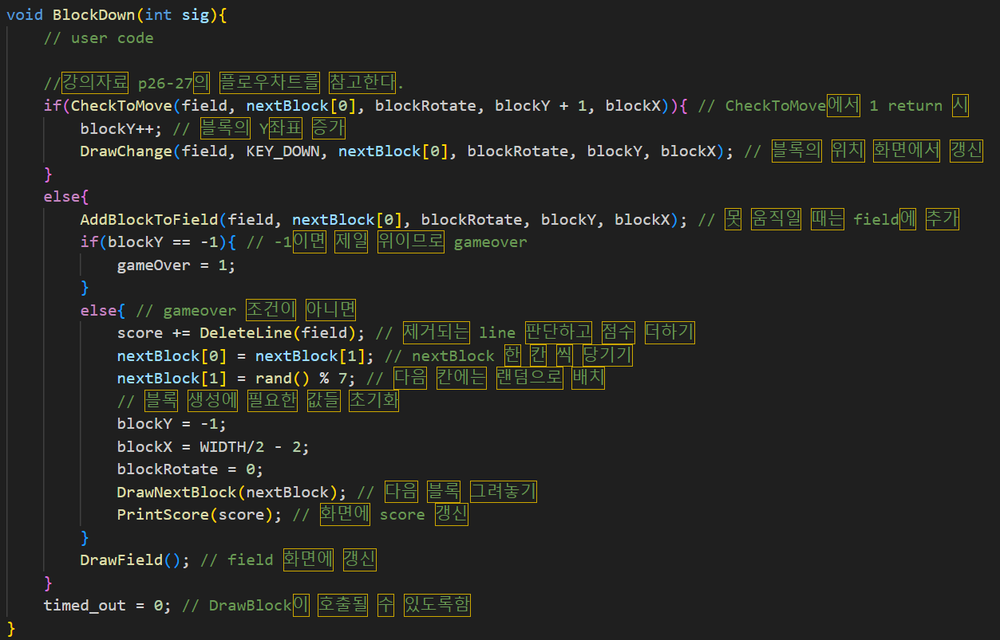 void BlockDown(int sig){
// user code
//강의자료 p26-27의 플로우차트를 참고한다.
if(CheckToMove(field, nextBlock[0], blockRotate, blockY + 1, blockX)){ // CheckToMove에서 1 return 시
blockY++; // 블록의 Y좌표 증가
DrawChange(field, KEY_DOWN, nextBlock[0], blockRotate, blockY, blockX); // 블록의 위치 화면에서 갱신
}
else{
AddBlockToField(field, nextBlock[0], blockRotate, blockY, blockX); // 못 움직일 때는 field에 추가
if(blockY == -1){ // -1이면 제일 위이므로 gameover
gameOver = 1;
}
else{ // gameover 조건이 아니면
score += DeleteLine(field); // 제거되는 line 판단하고 점수 더하기
nextBlock[0] = nextBlock[1]; // nextBlock 한 칸 씩 당기기
nextBlock[1] = rand() % 7; // 다음 칸에는 랜덤으로 배치
// 블록 생성에 필요한 값들 초기화
blockY = -1;
blockX = WIDTH/2 - 2;
blockRotate = 0;
DrawNextBlock(nextBlock); // 다음 블록 그려놓기
PrintScore(score); // 화면에 score 갱신
}
DrawField(); // field 화면에 갱신
}
timed_out = 0; // DrawBlock이 호출될 수 있도록함
}